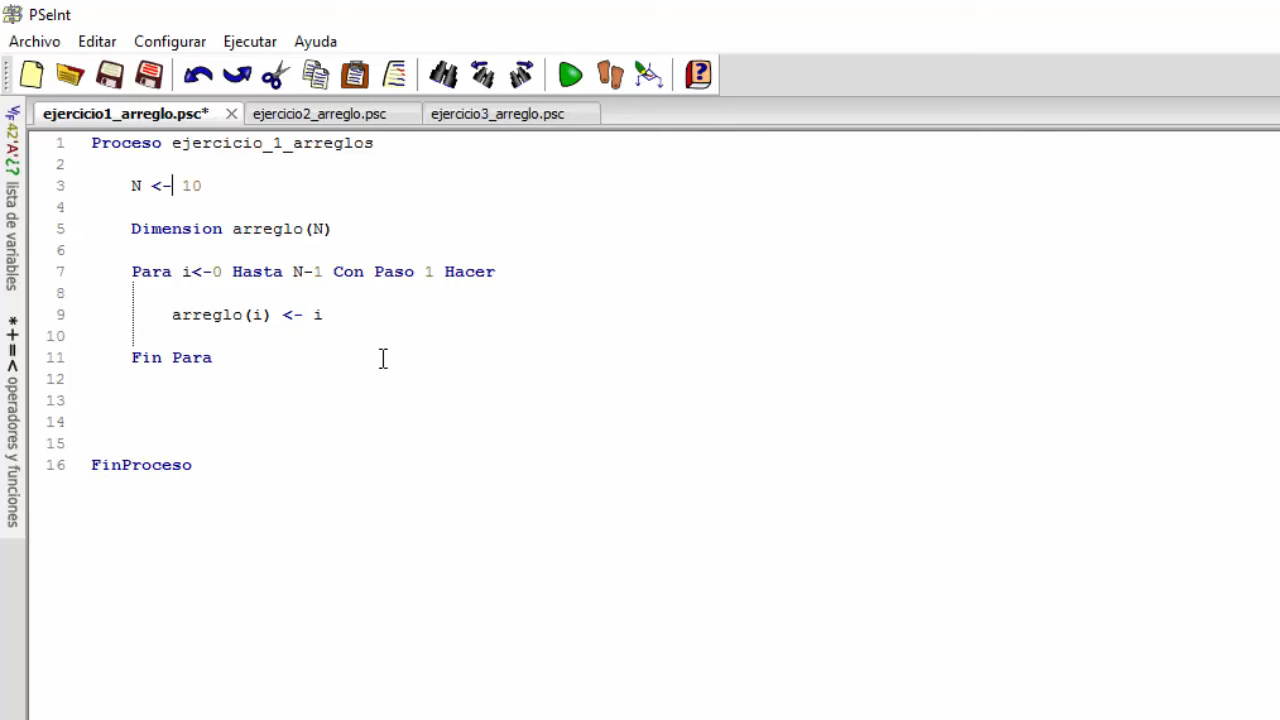 PSeInt
Archivo Editar Configurar Ejecutar Ayuda
ejercicio1_arreglo.psc* ejercicio2_arreglo.psc ejercicio3_arreglo.psc
1 Proceso ejercicio_1_arreglos
2
3 N <- 10
4
5 Dimension arreglo(N)
6
7 Para i<-0 Hasta N-1 Con Paso 1 Hacer
8
9 arreglo(i) <- i
10
11 Fin Para
12
13
14
15
16 FinProceso
42'A'¿? lista de variables
*+=< operadores y funciones